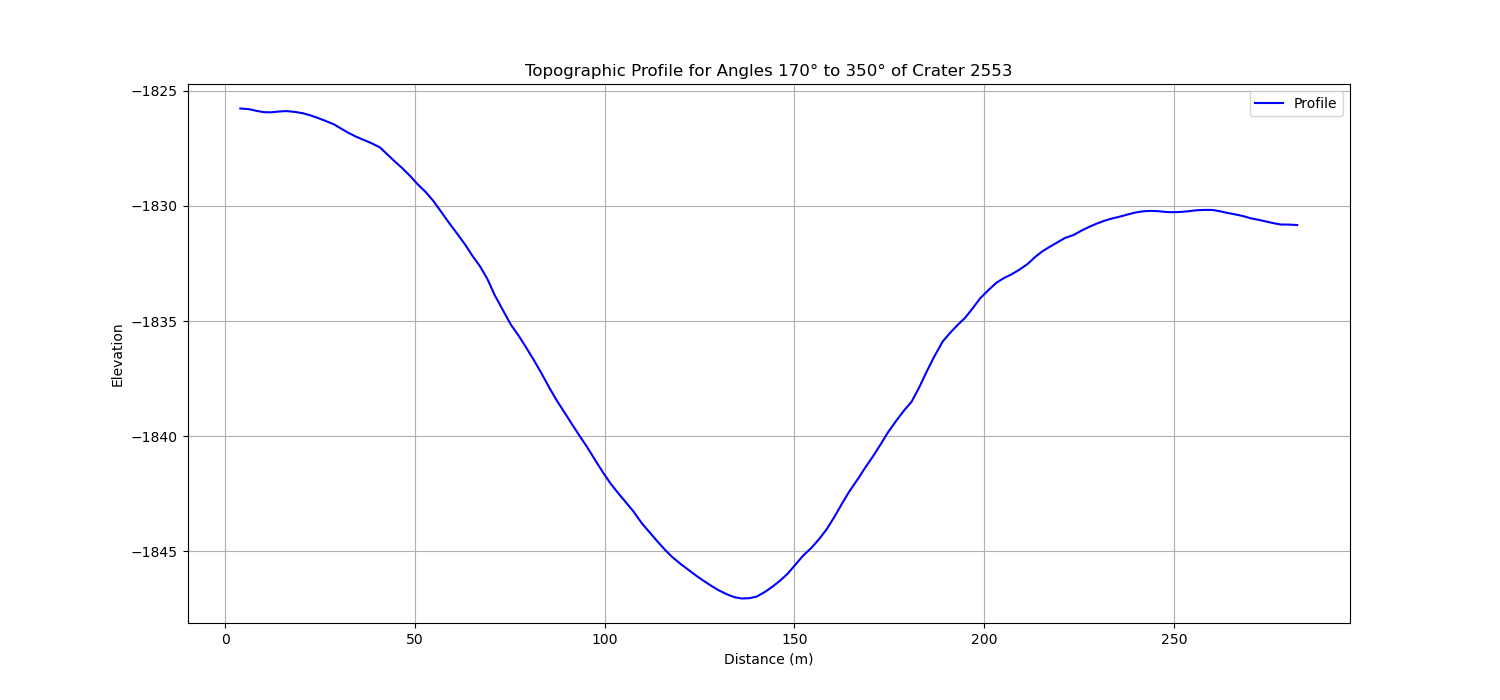 Topographic Profile for Angles 170° to 350° of Crater 2553
Profile
Elevation
−1825
−1830
−1835
−1840
−1845
0 50 100 150 200 250
Distance (m)